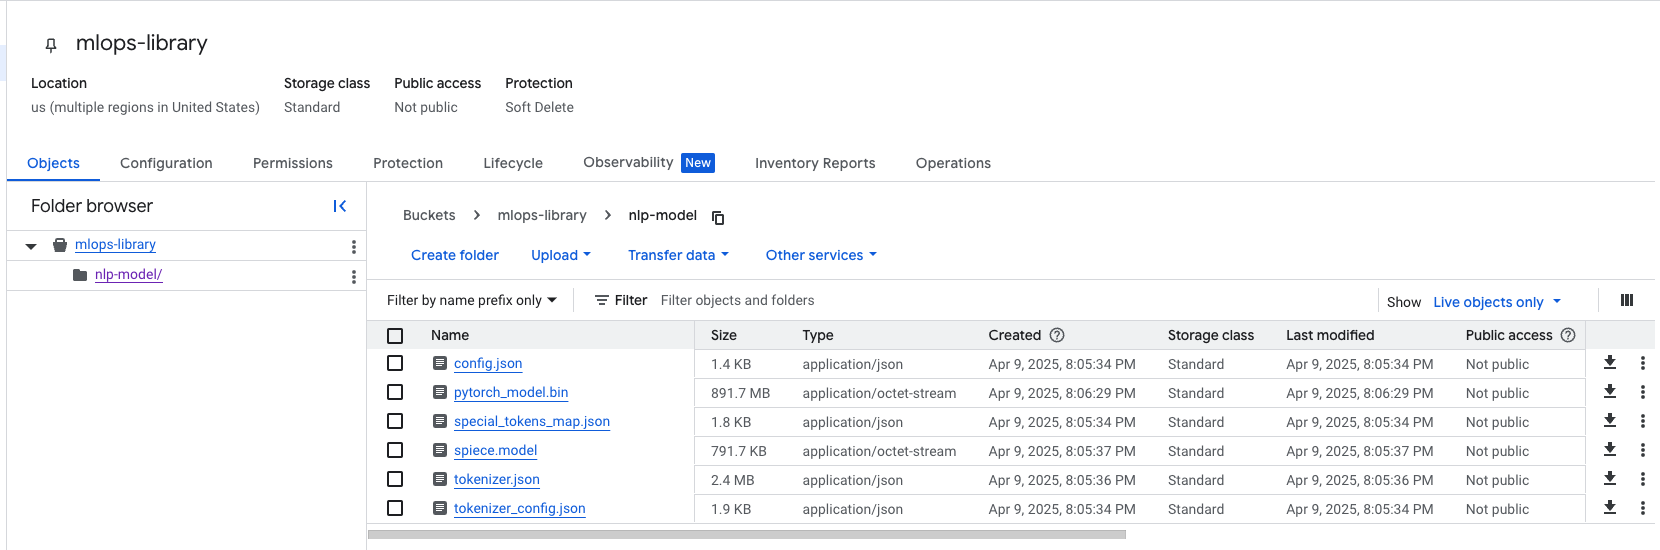 mlops-library
Location Storage class Public access Protection
us (multiple regions in United States) Standard Not public Soft Delete
Objects Configuration Permissions Protection Lifecycle Observability New Inventory Reports Operations
Folder browser
mlops-library
nlp-model/
Buckets > mlops-library > nlp-model
Create folder Upload Transfer data Other services
Filter by name prefix only Filter Filter objects and folders Show Live objects only
Name Size Type Created Storage class Last modified Public access
config.json 1.4 KB application/json Apr 9, 2025, 8:05:34 PM Standard Apr 9, 2025, 8:05:34 PM Not public
pytorch_model.bin 891.7 MB application/octet-stream Apr 9, 2025, 8:06:29 PM Standard Apr 9, 2025, 8:06:29 PM Not public
special_tokens_map.json 1.8 KB application/json Apr 9, 2025, 8:05:34 PM Standard Apr 9, 2025, 8:05:34 PM Not public
spiece.model 791.7 KB application/octet-stream Apr 9, 2025, 8:05:37 PM Standard Apr 9, 2025, 8:05:37 PM Not public
tokenizer.json 2.4 MB application/json Apr 9, 2025, 8:05:36 PM Standard Apr 9, 2025, 8:05:36 PM Not public
tokenizer_config.json 1.9 KB application/json Apr 9, 2025, 8:05:34 PM Standard Apr 9, 2025, 8:05:34 PM Not public